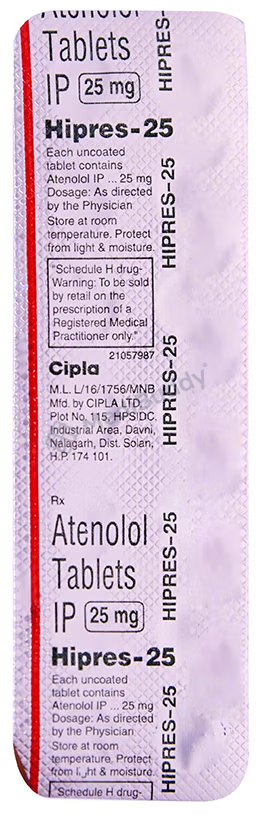 Atenolol
Tablets
IP 25 mg
Hipres-25
Each uncoated
tablet contains
Atenolol IP ... 25 mg
Dosage: As directed
by the Physician
Store at room
temperature. Protect
from light & moisture.
"Schedule H drug-
Warning: To be sold
by retail on the
prescription of a
Registered Medical
Practitioner only."
21057987
Cipla
M.L. L/16/1756/MNB
Mfd. by CIPLA LTD.
Plot No. 115, HPSIDC,
Industrial Area, Davni,
Nalagarh, Dist. Solan,
H.P. 174 101.
Rx
Atenolol
Tablets
IP 25 mg
Hipres-25
Each uncoated
tablet contains
Atenolol IP ... 25 mg
Dosage: As directed
by the Physician
Store at room
temperature. Protect
from light & moisture.
"Schedule H drug-
HIPRES-
HIPRES-25
HIPRES-25
HIPRES-25
HIPRES-25